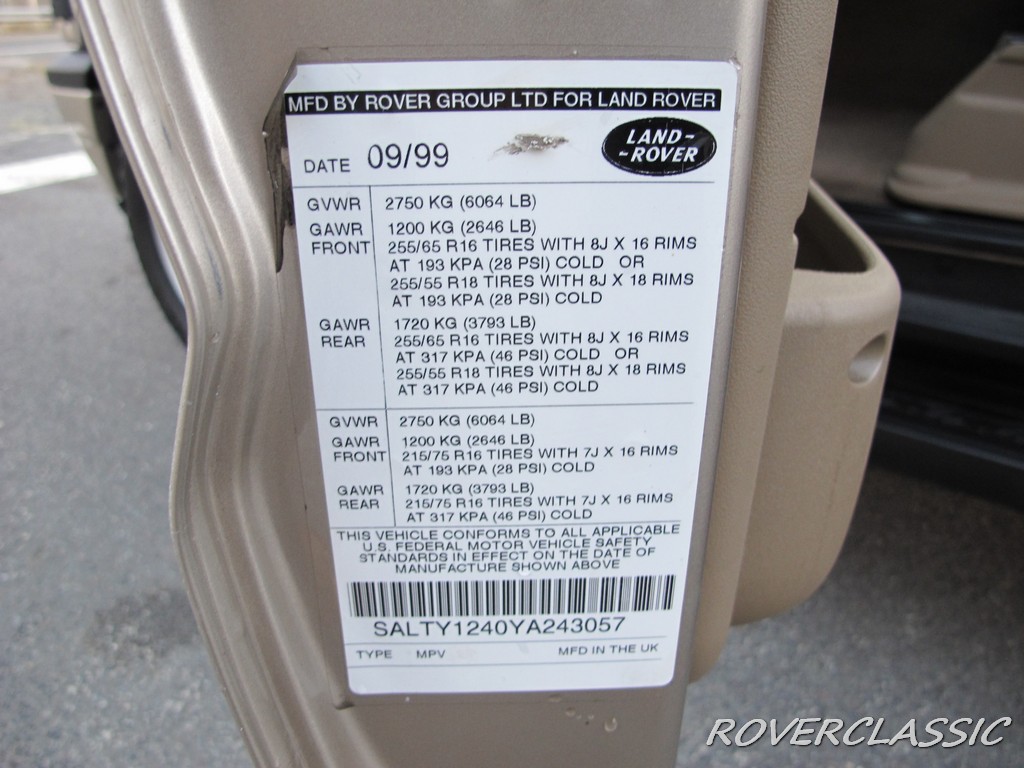 MFD BY ROVER GROUP LTD FOR LAND ROVER
DATE 09/99
LAND-
-ROVER
GVWR 2750 KG (6064 LB)
GAWR 1200 KG (2646 LB)
FRONT 255/65 R16 TIRES WITH 8J X 16 RIMS
AT 193 KPA (28 PSI) COLD OR
255/55 R18 TIRES WITH 8J X 18 RIMS
AT 193 KPA (28 PSI) COLD
GAWR 1720 KG (3793 LB)
REAR 255/65 R16 TIRES WITH 8J X 16 RIMS
AT 317 KPA (46 PSI) COLD OR
255/55 R18 TIRES WITH 8J X 18 RIMS
AT 317 KPA (46 PSI) COLD
GVWR 2750 KG (6064 LB)
GAWR 1200 KG (2646 LB)
FRONT 215/75 R16 TIRES WITH 7J X 16 RIMS
AT 193 KPA (28 PSI) COLD
GAWR 1720 KG (3793 LB)
REAR 215/75 R16 TIRES WITH 7J X 16 RIMS
AT 317 KPA (46 PSI) COLD
THIS VEHICLE CONFORMS TO ALL APPLICABLE
U.S. FEDERAL MOTOR VEHICLE SAFETY
STANDARDS IN EFFECT ON THE DATE OF
MANUFACTURE SHOWN ABOVE
SALTY1240YA243057
TYPE MPV MFD IN THE UK
ROVERCLASSIC